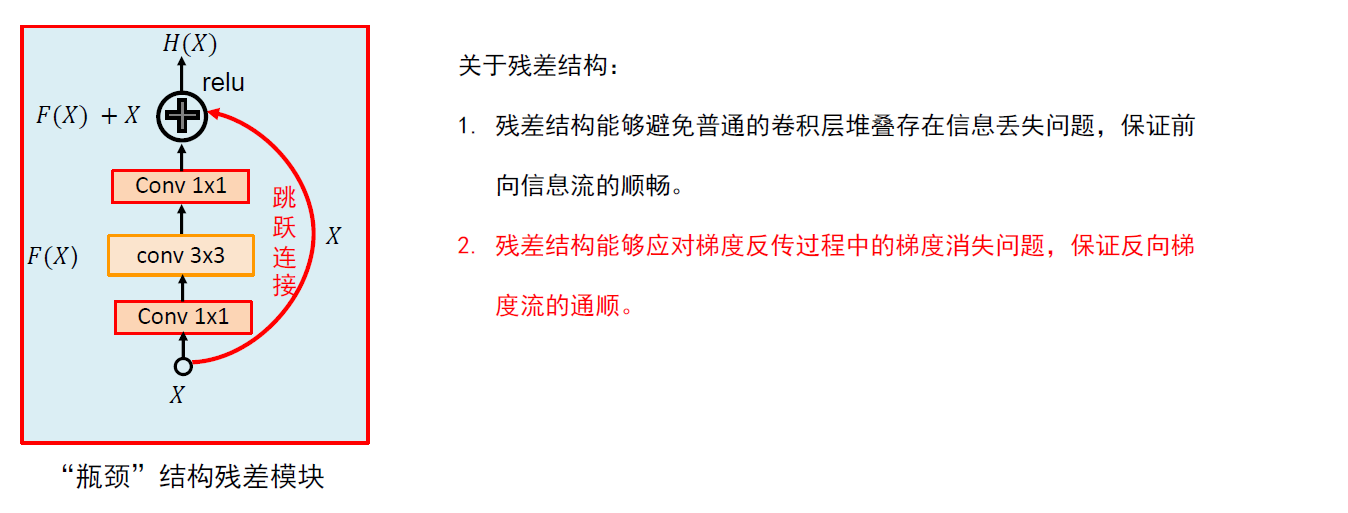 H(X)
relu
F(X) + X
Conv 1x1
跳跃连接
X
F(X)
conv 3x3
Conv 1x1
X
“瓶颈”结构残差模块
关于残差结构：
1. 残差结构能够避免普通的卷积层堆叠存在信息丢失问题，保证前
向信息流的顺畅。
2. 残差结构能够应对梯度反传过程中的梯度消失问题，保证反向梯
度流的通顺。